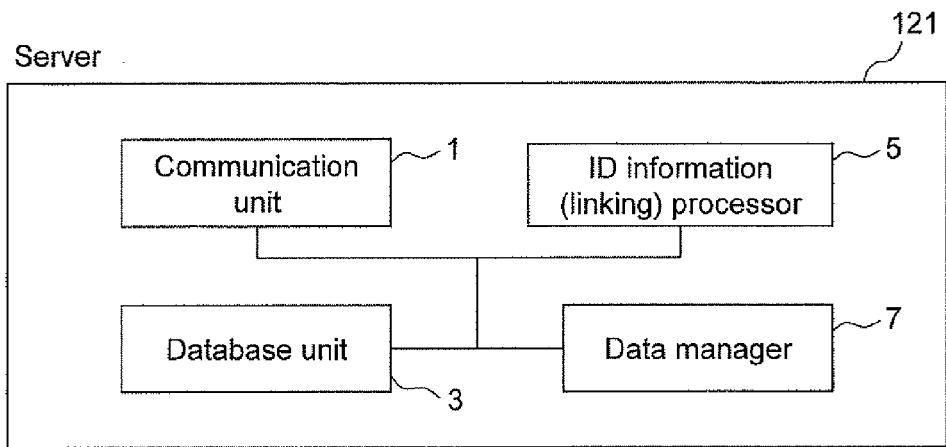 121
Server
Communication
unit
1
ID information
(linking) processor
5
Database unit
3
Data manager
7